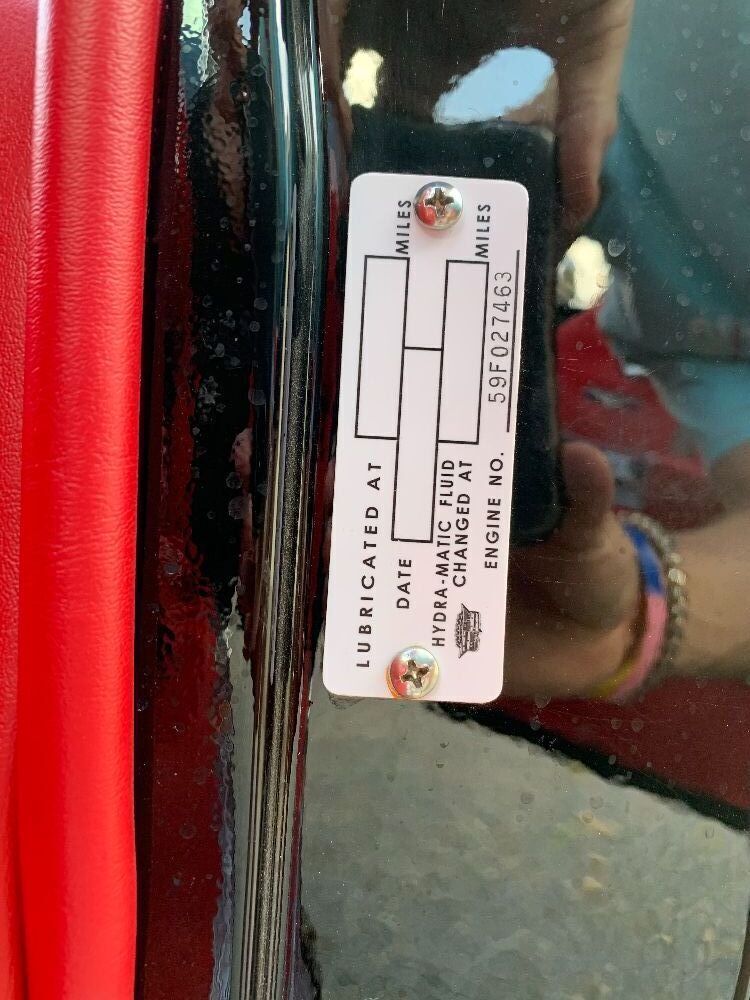 LUBRICATED AT MILES
DATE
HYDRA-MATIC FLUID
CHANGED AT MILES
ENGINE NO. 59F027463